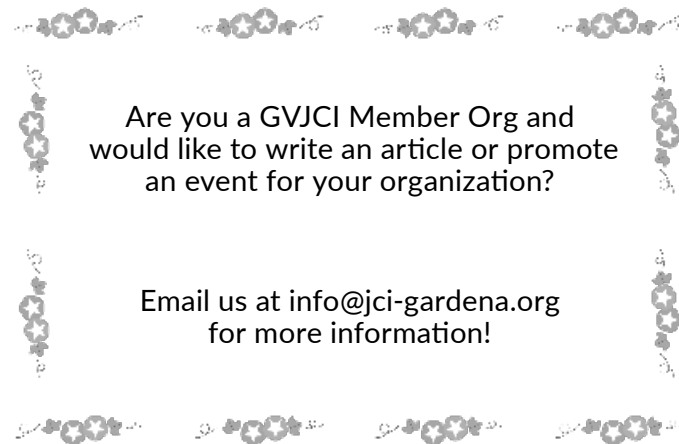 Are you a GVJCI Member Org and
would like to write an article or promote
an event for your organization?
Email us at info@jci-gardena.org
for more information!